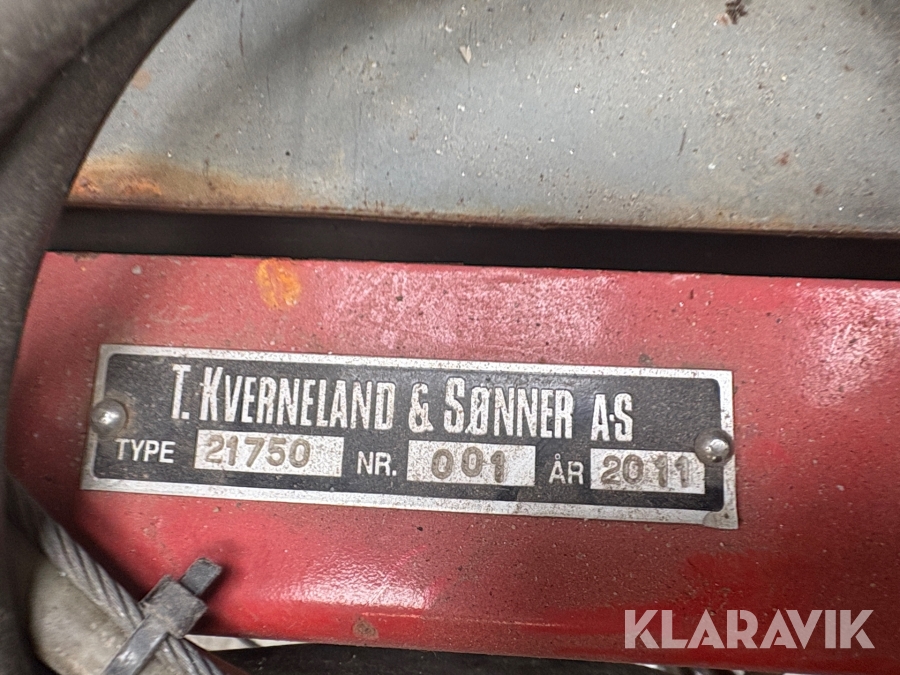 T. KVERNELAND & SØNNER A·S
TYPE 21750 NR. 001 ÅR 2011
KLARAVIK